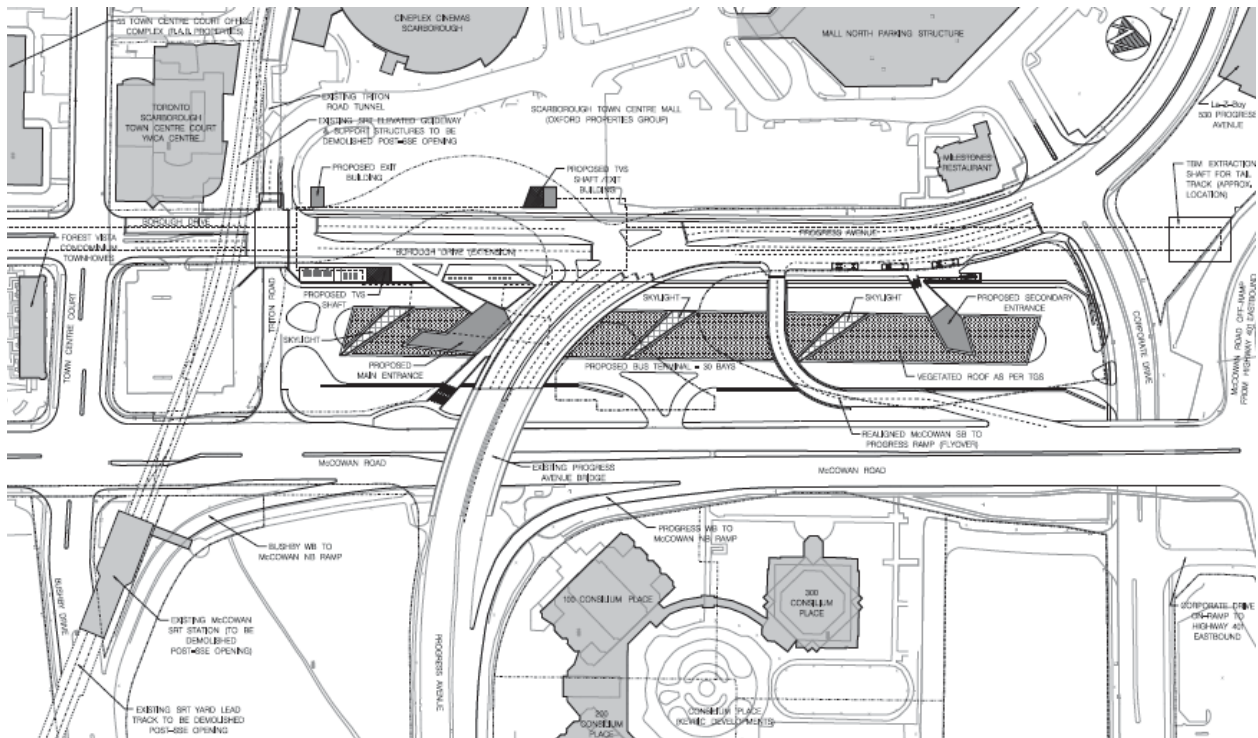 55 TOWN CENTRE COURT OFFICE
COMPLEX (R.A.B. PROPERTIES)
CINEPLEX CINEMAS
SCARBOROUGH
MALL NORTH PARKING STRUCTURE
La-Z-Boy
530 PROGRESS
AVENUE
TORONTO
SCARBOROUGH
TOWN CENTRE COURT
YMCA CENTRE
EXISTING TRITON
ROAD TUNNEL
EXISTING SRT ELEVATED GUIDEWAY
& SUPPORT STRUCTURES TO BE
DEMOLISHED POST-SSE OPENING
SCARBOROUGH TOWN CENTRE MALL
(OXFORD PROPERTIES GROUP)
MILESTONES
RESTAURANT
TBM EXTRACTION
SHAFT FOR TAIL
TRACK (APPROX.
LOCATION)
PROPOSED EXIT
BUILDING
PROPOSED TVS
SHAFT / EXIT
BUILDING
BOROUGH DRIVE
FOREST VISTA
CONDOMINIUM
TOWNHOMES
BOROUGH DRIVE (EXTENSION)
PROGRESS AVENUE
PROPOSED TVS
SHAFT
TRITON ROAD
TOWN CENTRE COURT
SKYLIGHT
SKYLIGHT
SKYLIGHT
PROPOSED SECONDARY
ENTRANCE
PROPOSED
MAIN ENTRANCE
PROPOSED BUS TERMINAL = 30 BAYS
VEGETATED ROOF AS PER TGS
CORPORATE DRIVE
McCOWAN ROAD OFF-RAMP
FROM HIGHWAY 401 EASTBOUND
REALIGNED McCOWAN SB TO
PROGRESS RAMP (FLYOVER)
McCOWAN ROAD
EXISTING PROGRESS
AVENUE BRIDGE
McCOWAN ROAD
BUSHBY WB TO
McCOWAN NB RAMP
PROGRESS WB TO
McCOWAN NB RAMP
BUSHBY DRIVE
EXISTING McCOWAN
SRT STATION (TO BE
DEMOLISHED
POST-SSE OPENING)
PROGRESS AVENUE
100 CONSILIUM PLACE
300
CONSILIUM
PLACE
CORPORATE DRIVE
ON-RAMP TO
HIGHWAY 401
EASTBOUND
EXISTING SRT YARD LEAD
TRACK TO BE DEMOLISHED
POST-SSE OPENING
200
CONSILIUM
PLACE
CONSILIUM PLACE
(KEVRIC DEVELOPMENTS)